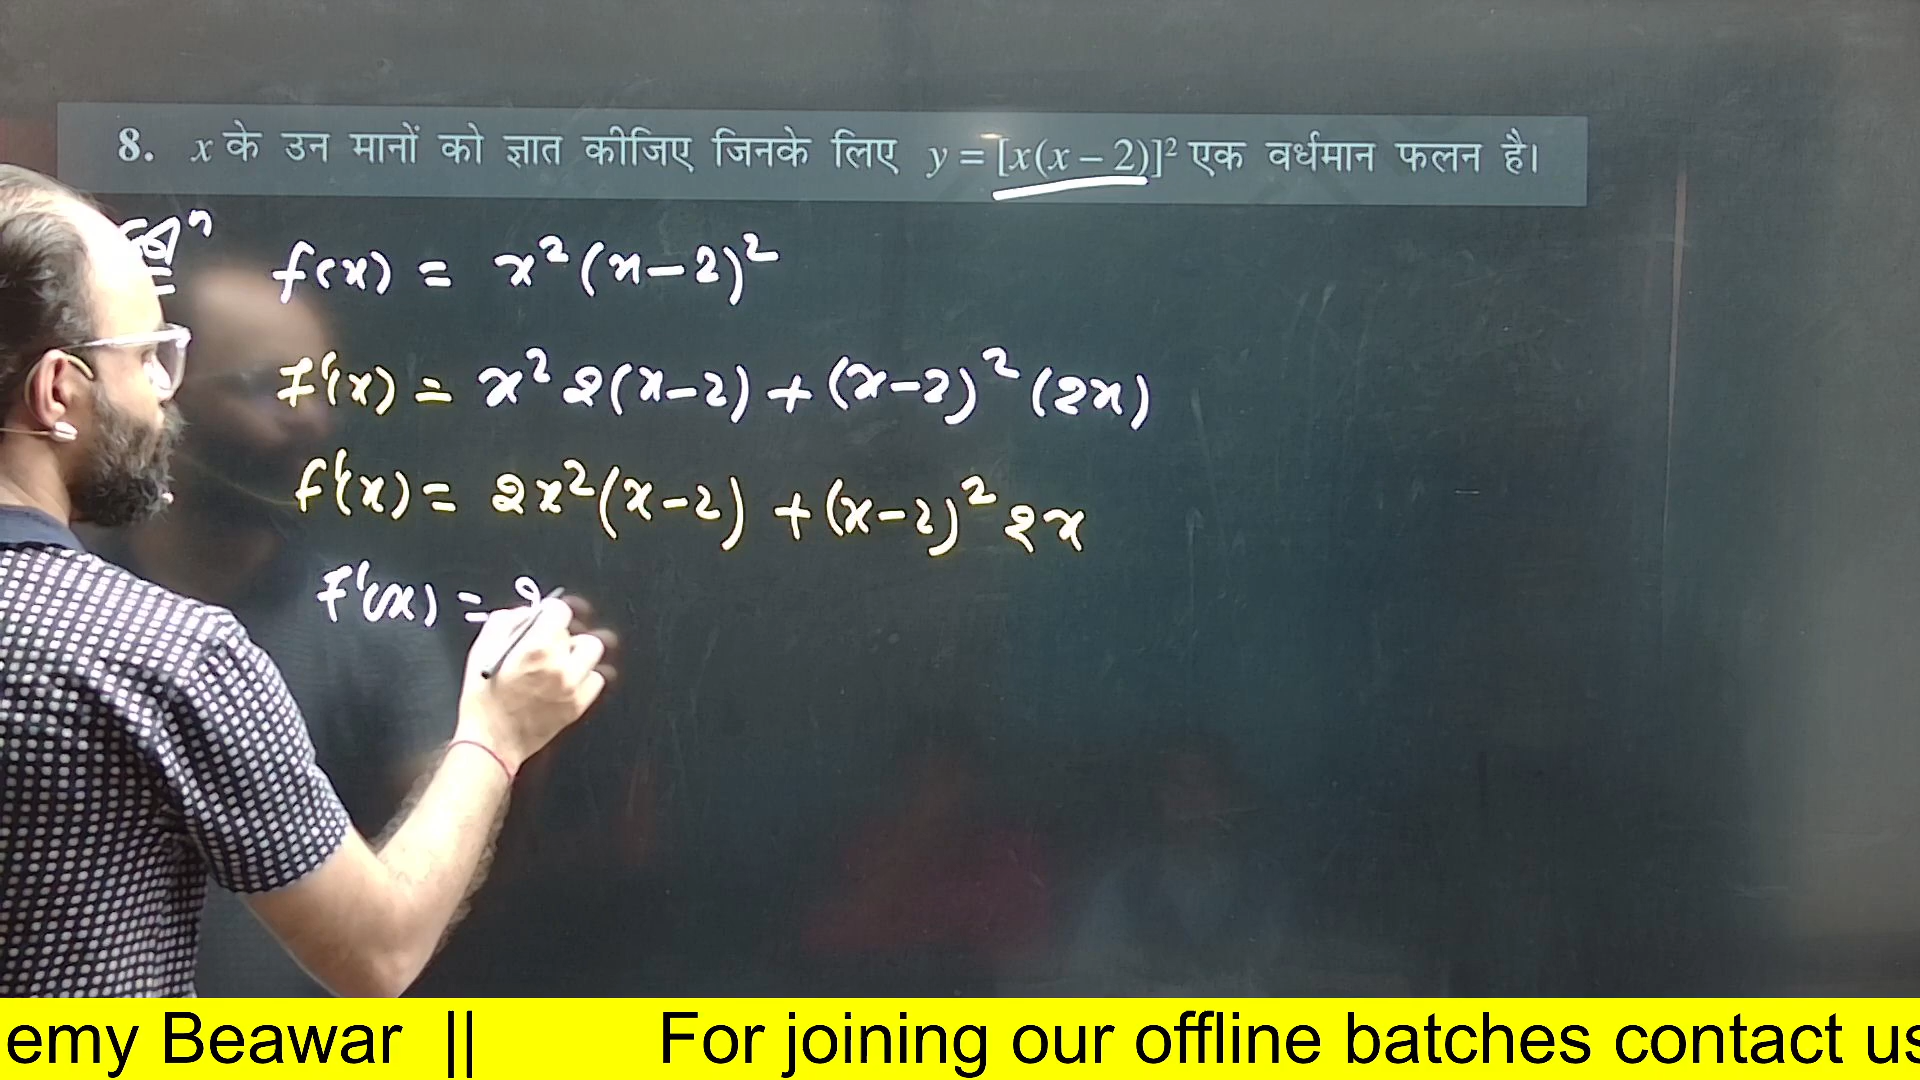 8. x के उन मानों को ज्ञात कीजिए जिनके लिए y = [x(x – 2)]² एक वर्धमान फलन है।
f(x) = x²(x-2)²
f'(x) = x² 2(x-2) + (x-2)² (2x)
f'(x) = 2x²(x-2) + (x-2)² 2x
f'(x) =
emy Beawar || For joining our offline batches contact us